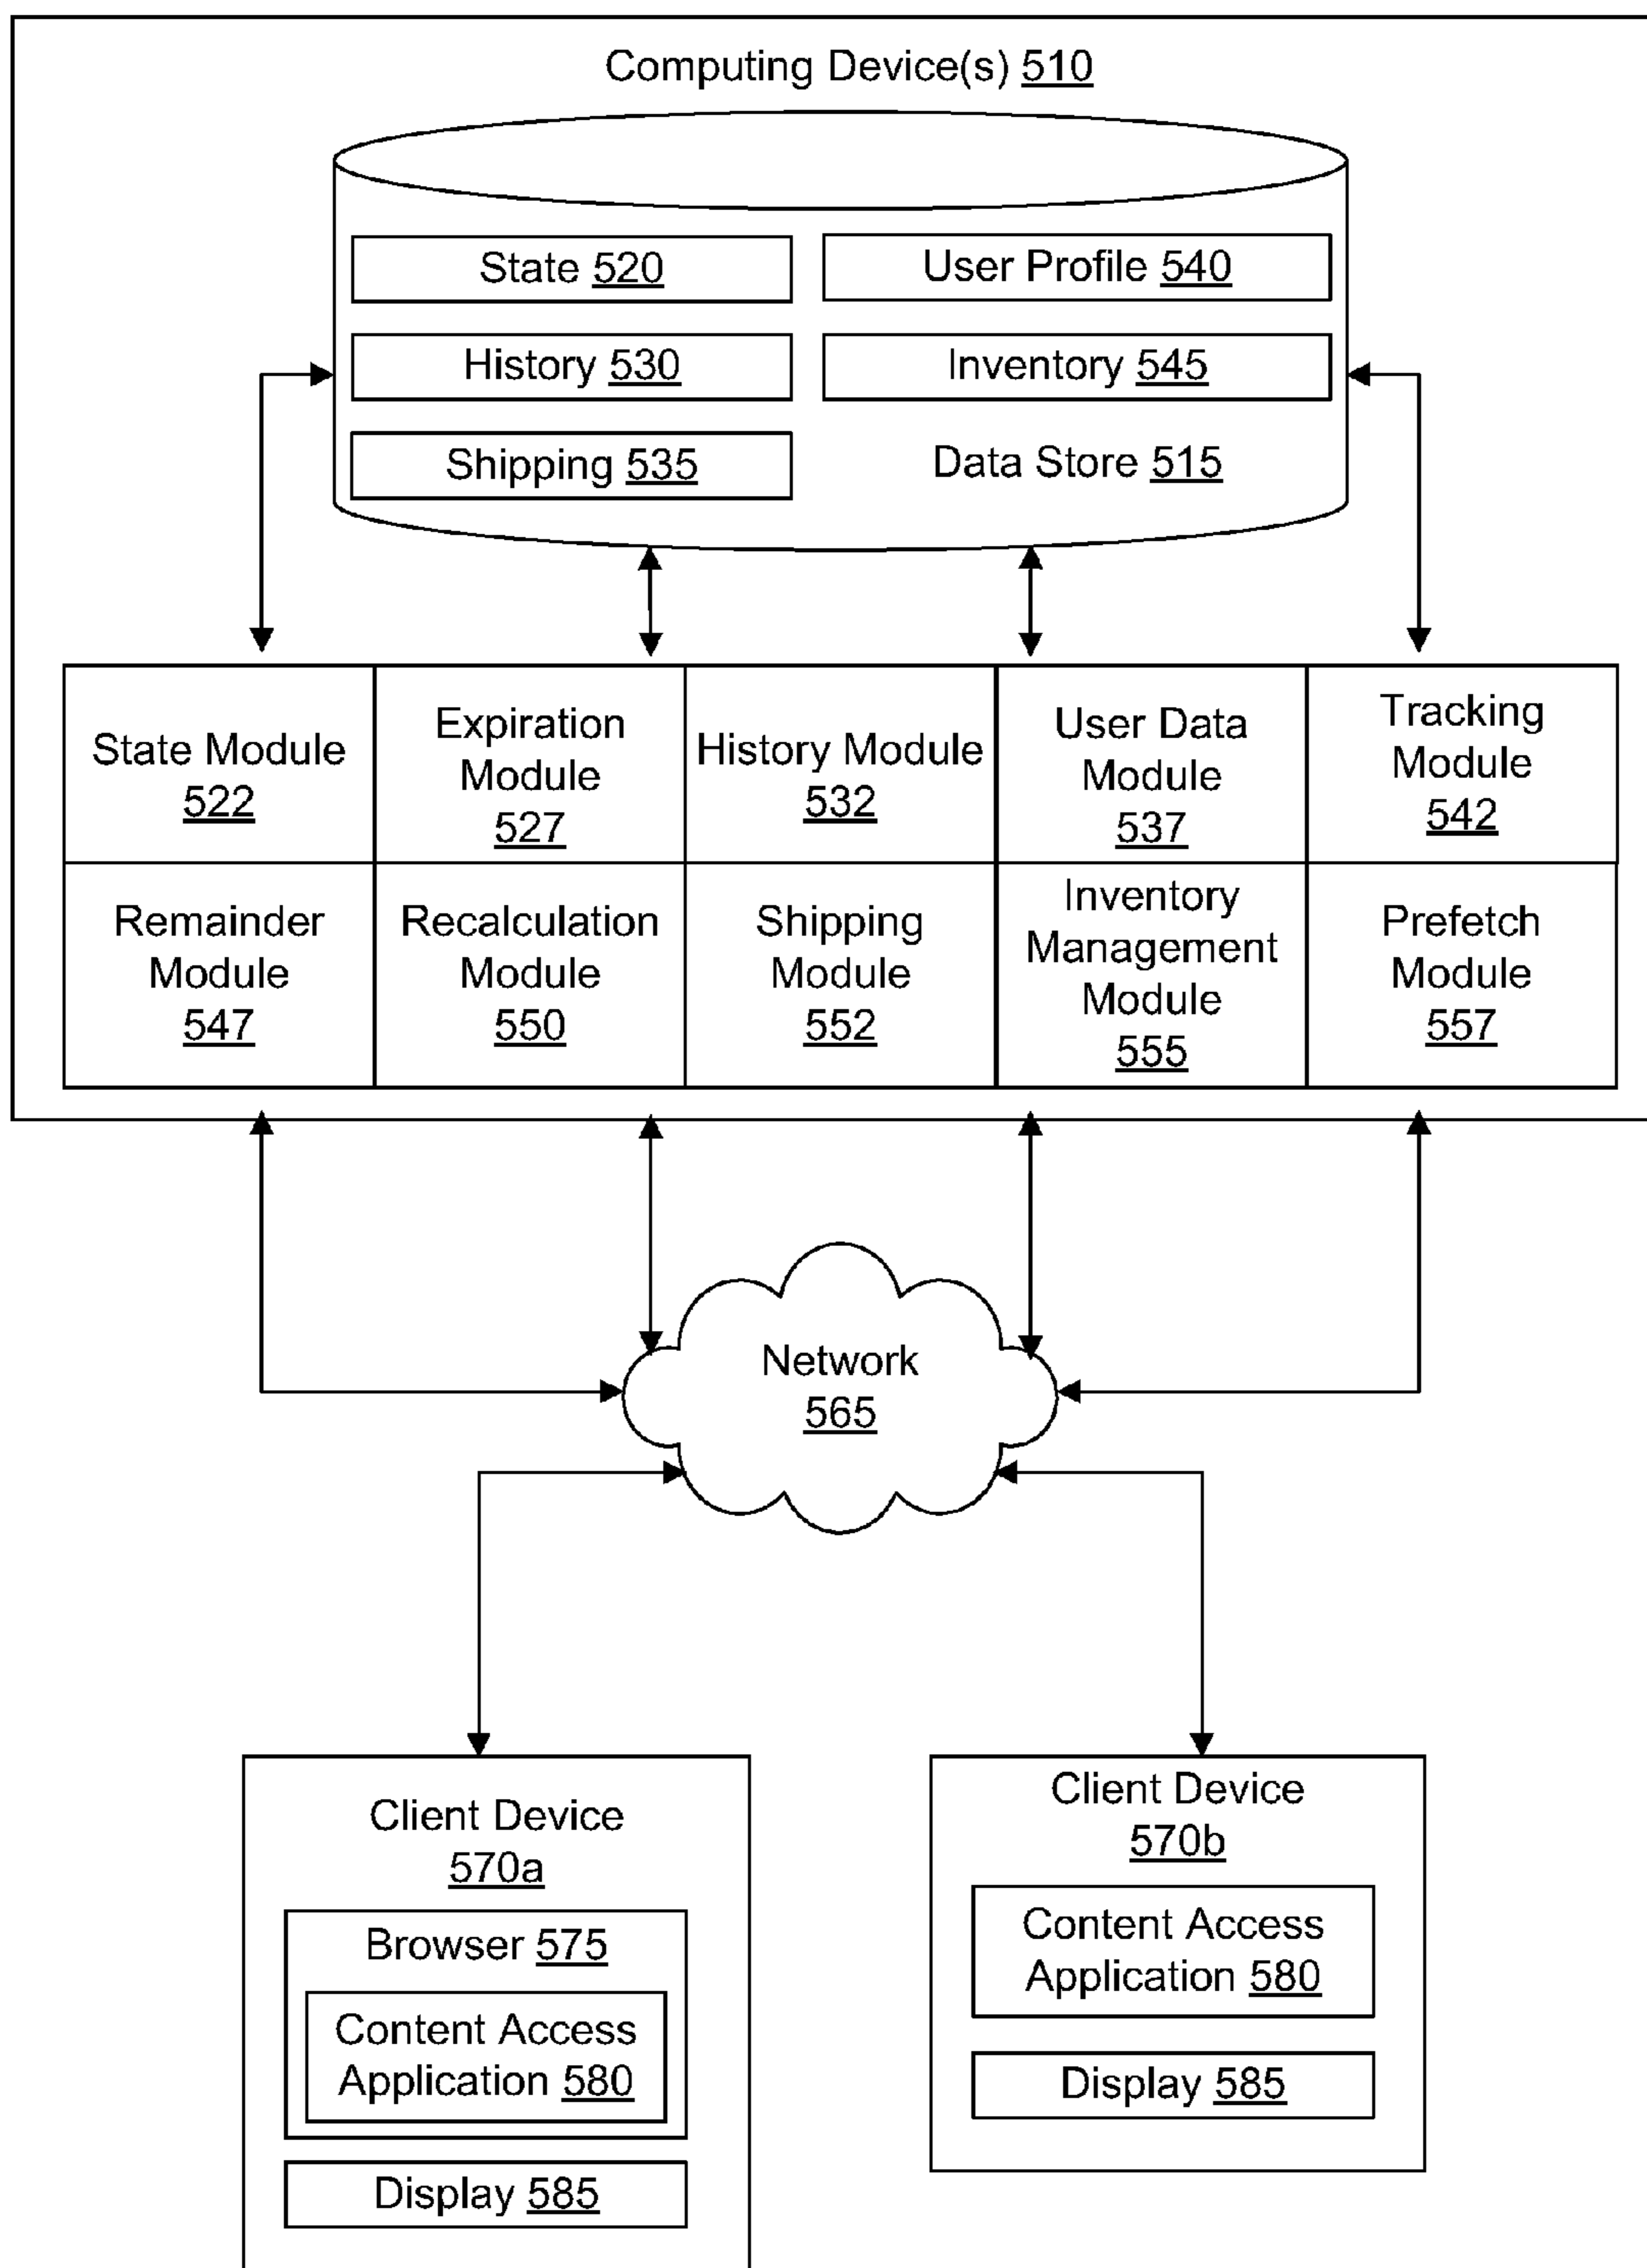 Computing Device(s) 510
State 520
User Profile 540
History 530
Inventory 545
Shipping 535
Data Store 515
State Module
522
Expiration
Module
527
History Module
532
User Data
Module
537
Tracking
Module
542
Remainder
Module
547
Recalculation
Module
550
Shipping
Module
552
Inventory
Management
Module
555
Prefetch
Module
557
Network
565
Client Device
570a
Browser 575
Content Access
Application 580
Display 585
Client Device
570b
Content Access
Application 580
Display 585